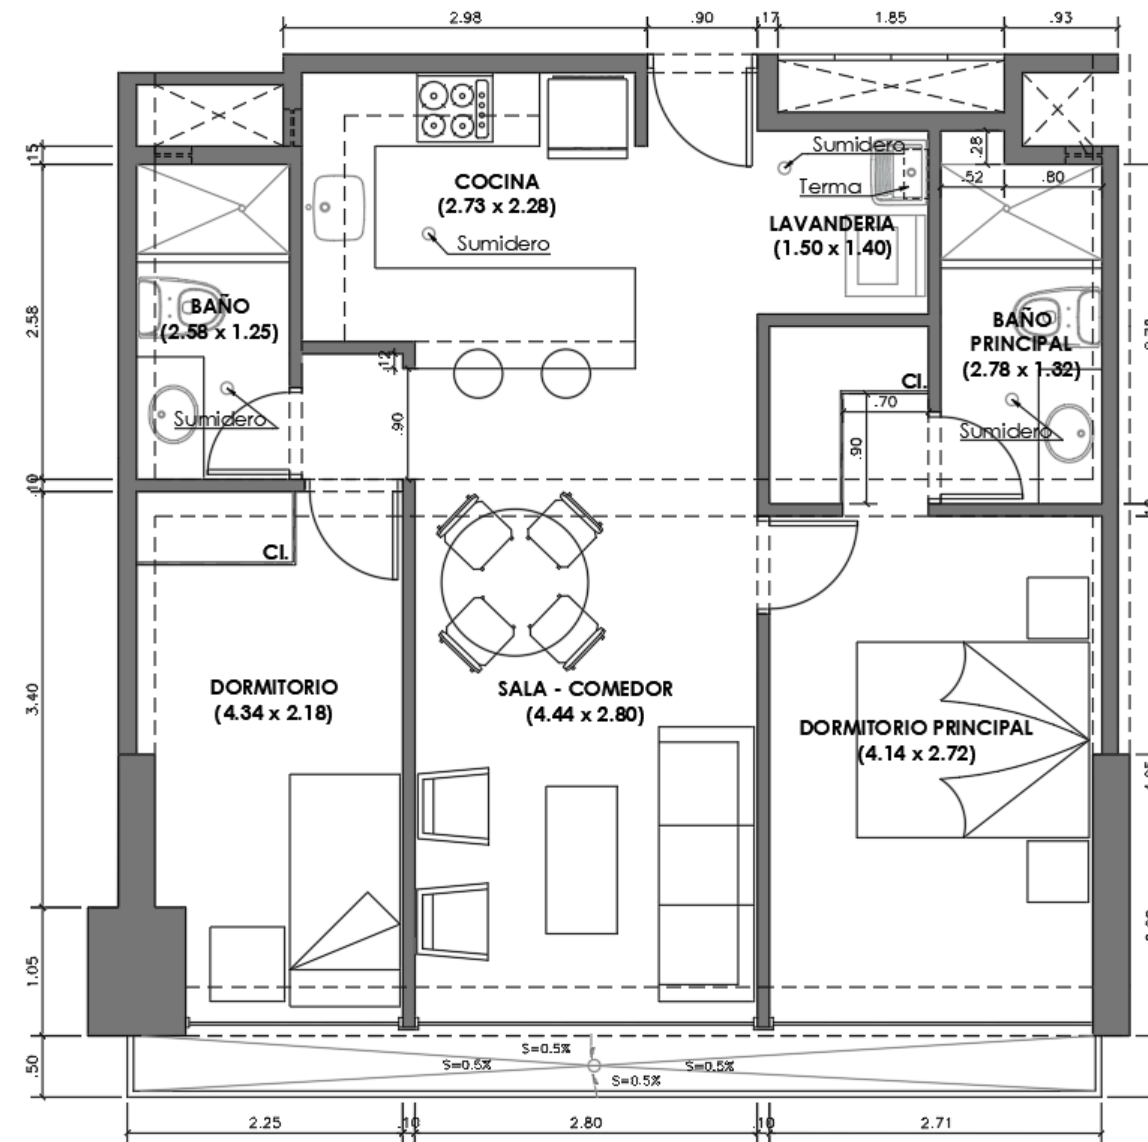 2.98
.90
.17
1.85
.93
.15
2.58
.10
3.40
1.05
.50
COCINA
(2.73 x 2.28)
Sumidero
Sumidero
Terma
LAVANDERIA
(1.50 x 1.40)
.28
.52
.80
BAÑO
(2.58 x 1.25)
Sumidero
.12
.90
BAÑO
PRINCIPAL
(2.78 x 1.32)
Sumidero
Cl.
.70
.90
Cl.
DORMITORIO
(4.34 x 2.18)
SALA - COMEDOR
(4.44 x 2.80)
DORMITORIO PRINCIPAL
(4.14 x 2.72)
S=0.5%
S=0.5%
S=0.5%
S=0.5%
2.25
.10
2.80
.10
2.71